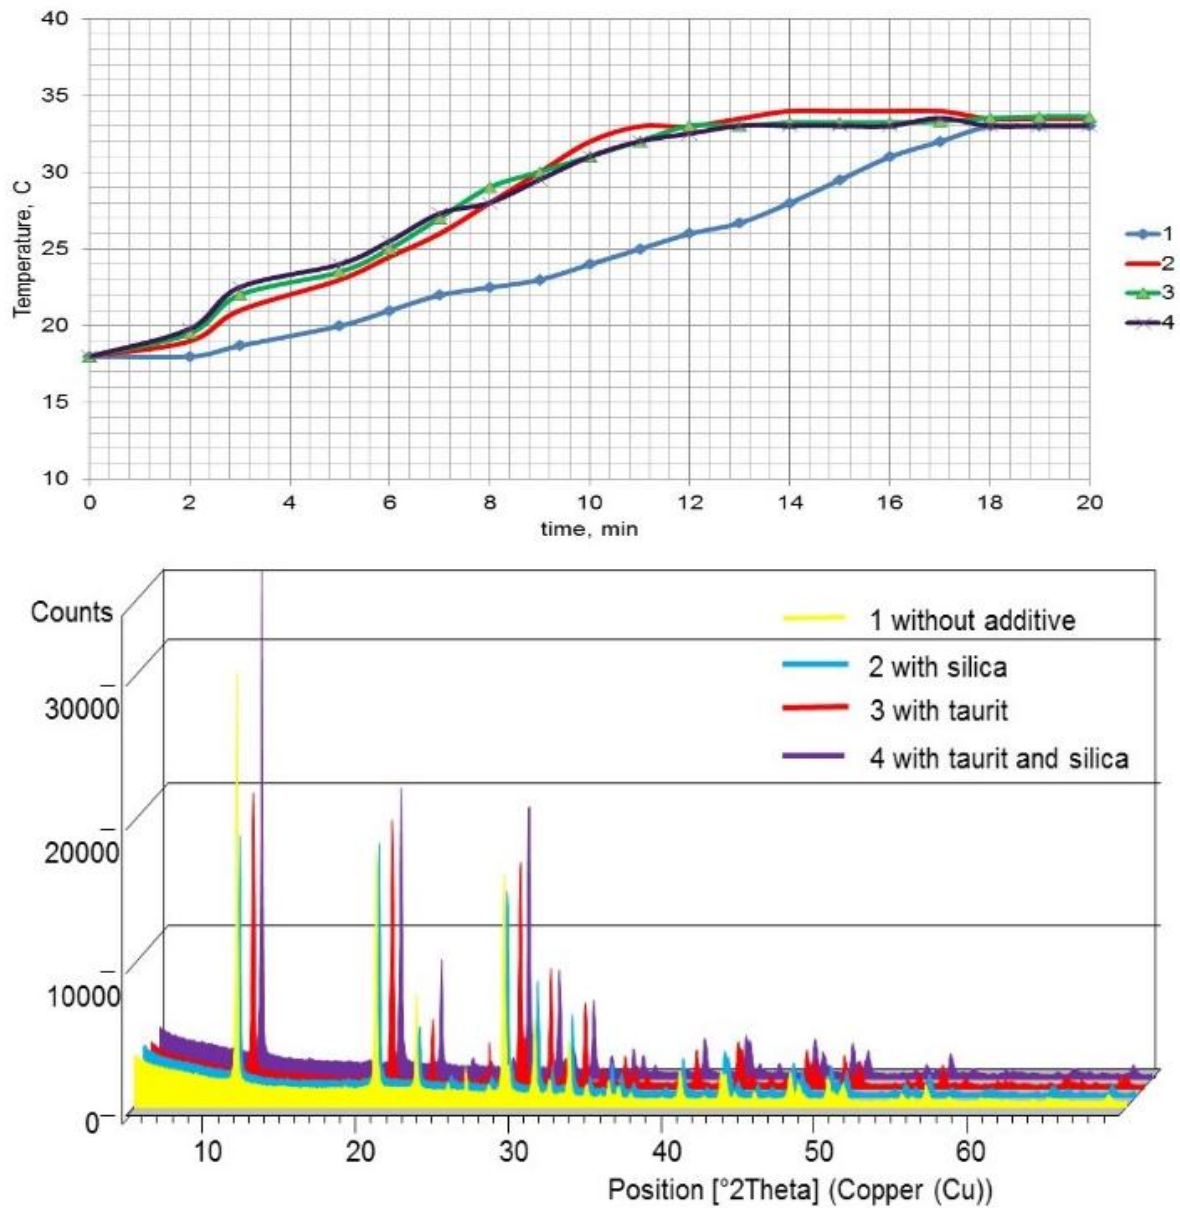 40
35
30
25
20
15
10
Temperature, C
0 2 4 6 8 10 12 14 16 18 20
time, min
1
2
3
4
Counts
30000
20000
10000
0
1 without additive
2 with silica
3 with taurit
4 with taurit and silica
10 20 30 40 50 60
Position [°2Theta] (Copper (Cu))